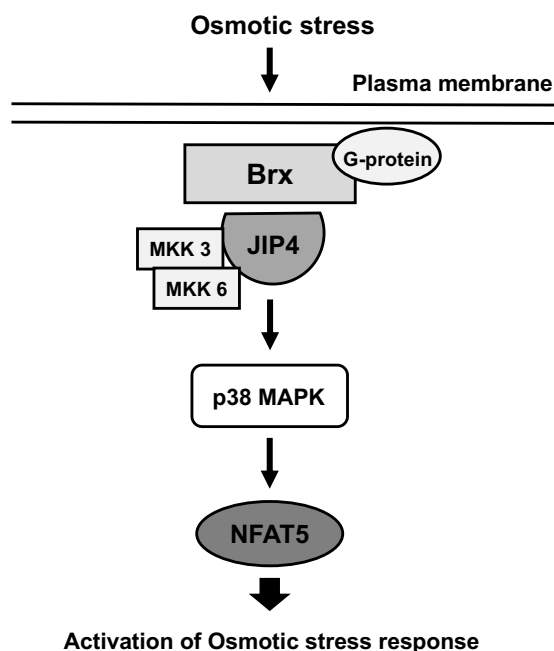 Osmotic stress
Plasma membrane
G-protein
Brx
JIP4
MKK 3
MKK 6
p38 MAPK
NFAT5
Activation of Osmotic stress response